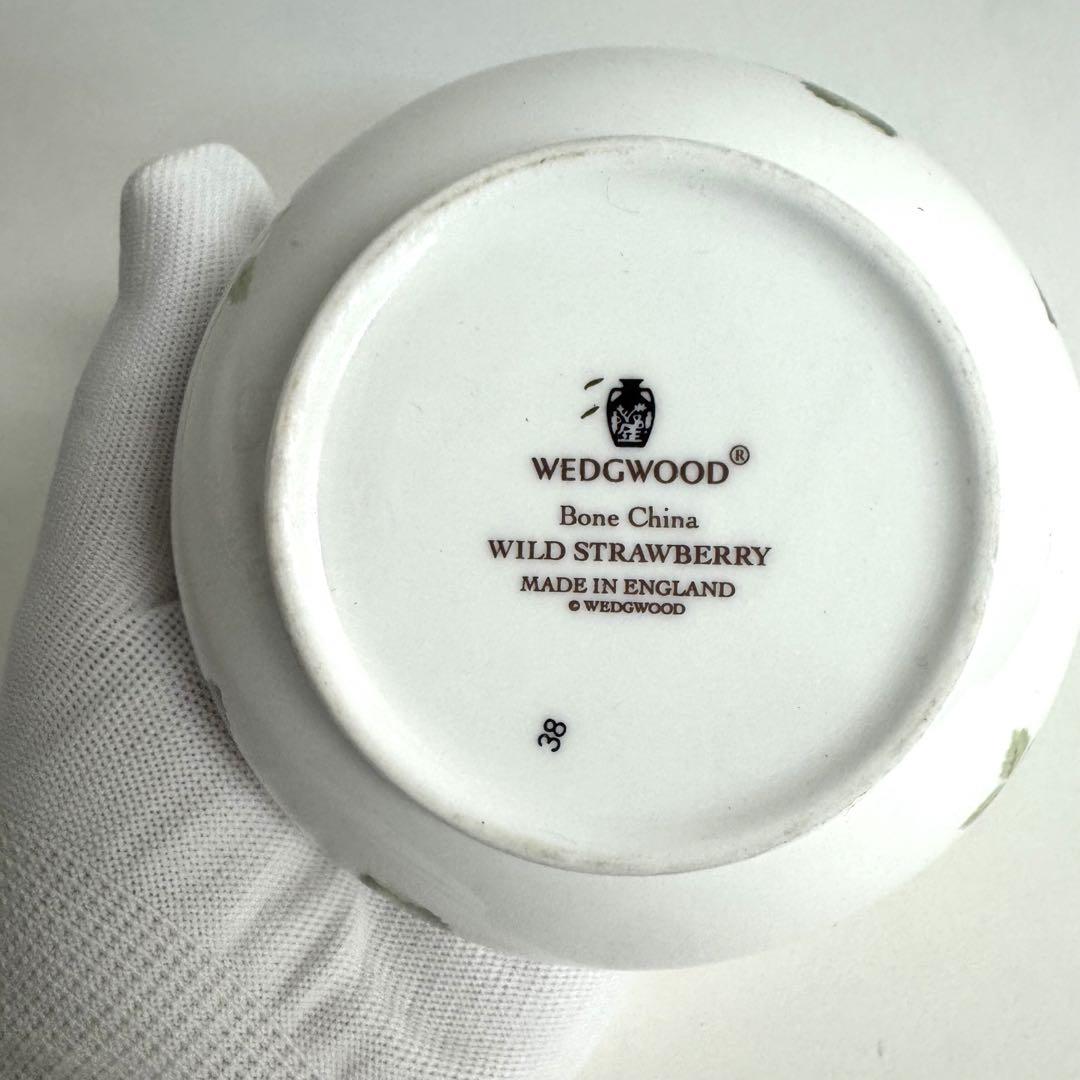 WEDGWOOD®
Bone China
WILD STRAWBERRY
MADE IN ENGLAND
© WEDGWOOD
38